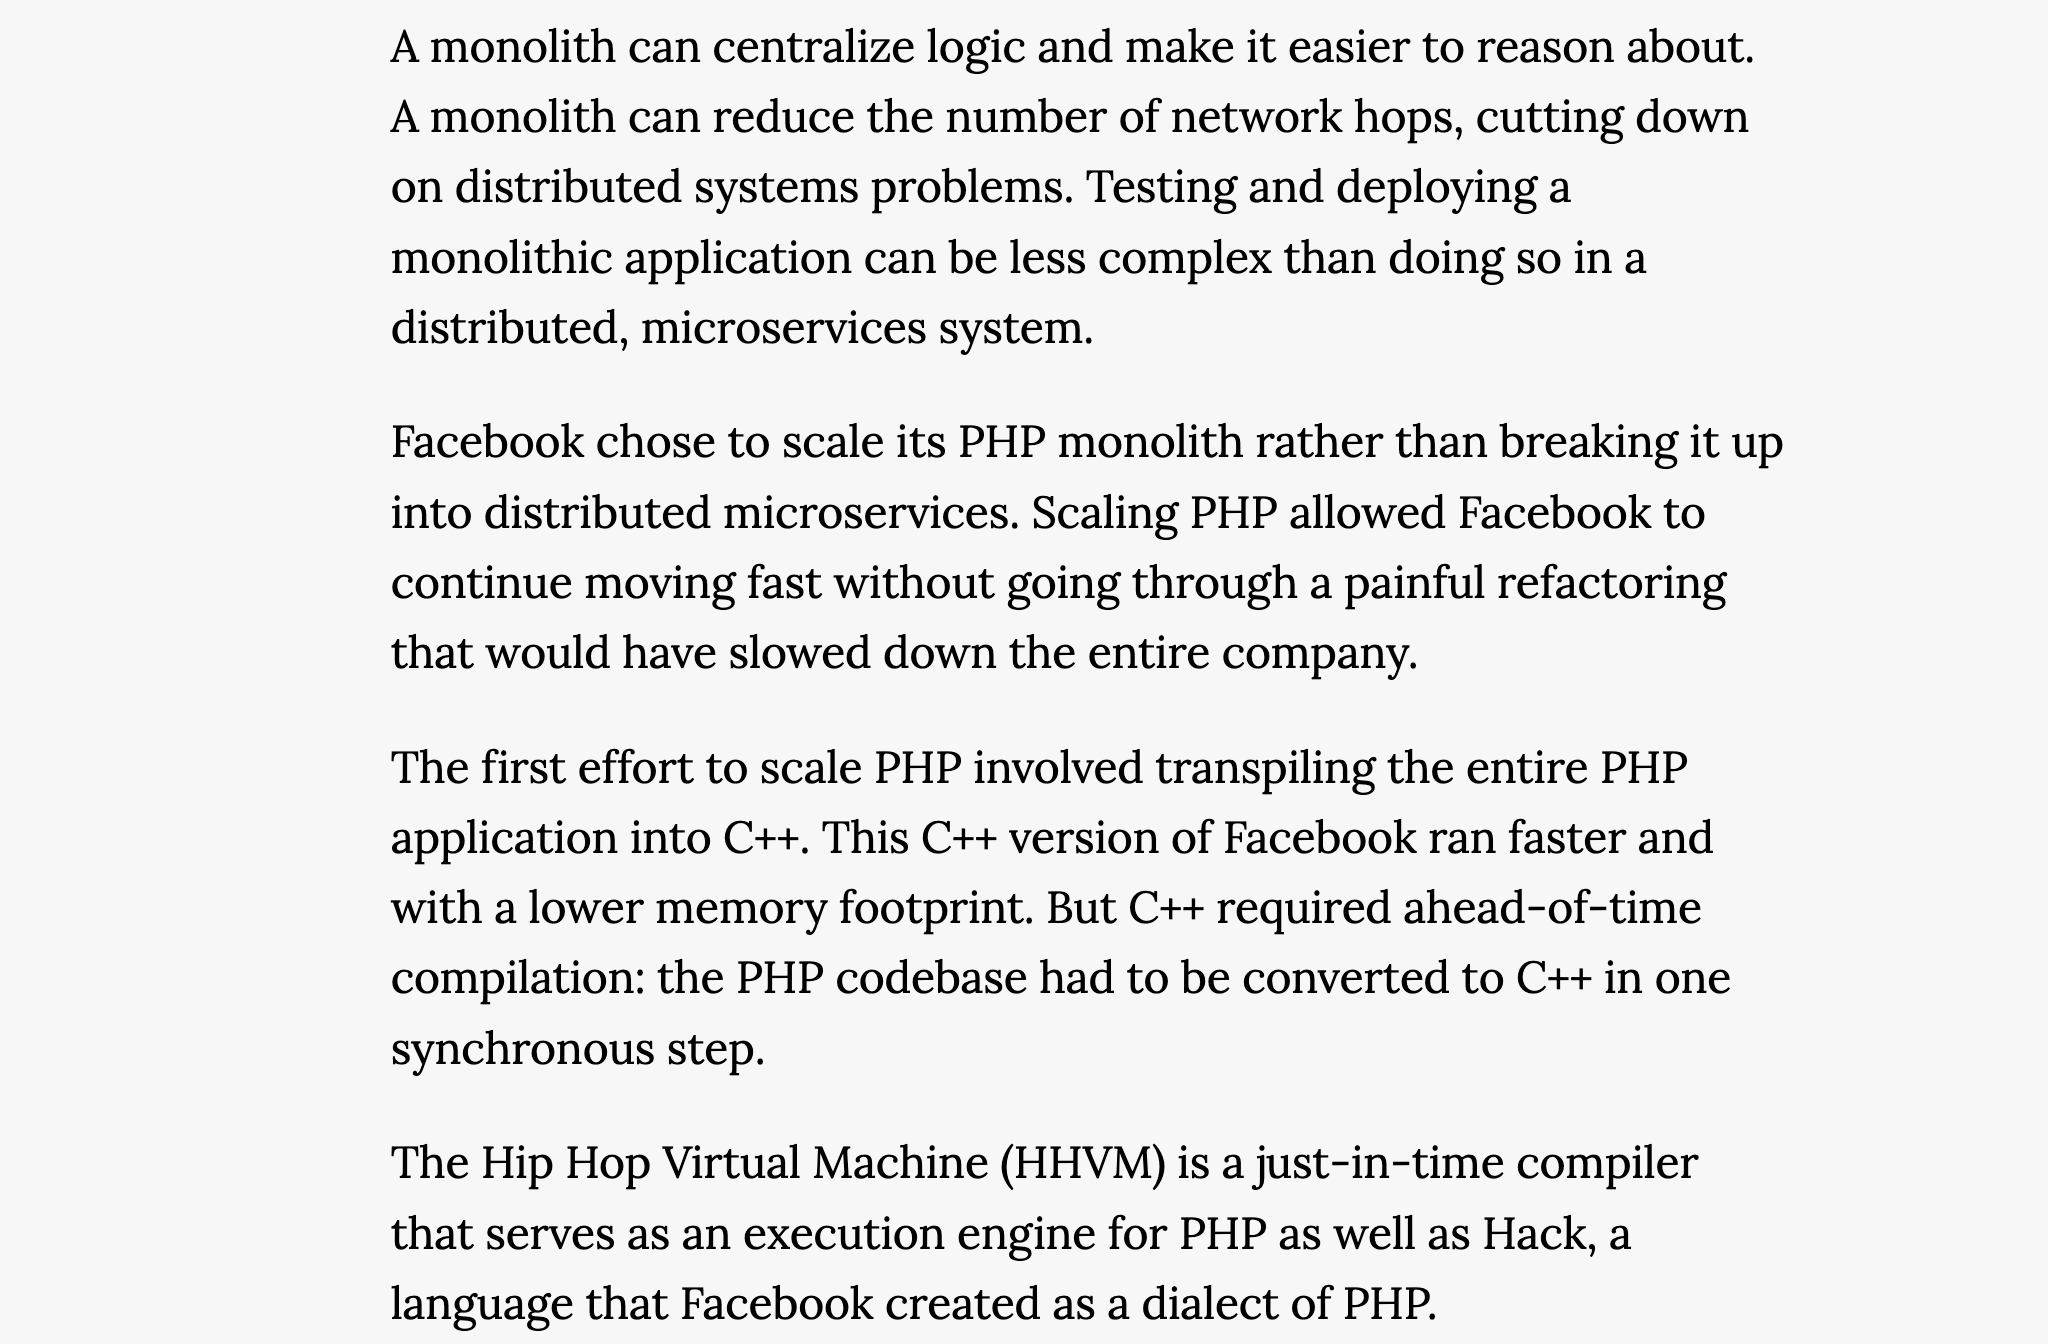 A monolith can centralize logic and make it easier to reason about.
A monolith can reduce the number of network hops, cutting down
on distributed systems problems. Testing and deploying a
monolithic application can be less complex than doing so in a
distributed, microservices system.
Facebook chose to scale its PHP monolith rather than breaking it up
into distributed microservices. Scaling PHP allowed Facebook to
continue moving fast without going through a painful refactoring
that would have slowed down the entire company.
The first effort to scale PHP involved transpiling the entire PHP
application into C++. This C++ version of Facebook ran faster and
with a lower memory footprint. But C++ required ahead-of-time
compilation: the PHP codebase had to be converted to C++ in one
synchronous step.
The Hip Hop Virtual Machine (HHVM) is a just-in-time compiler
that serves as an execution engine for PHP as well as Hack, a
language that Facebook created as a dialect of PHP.